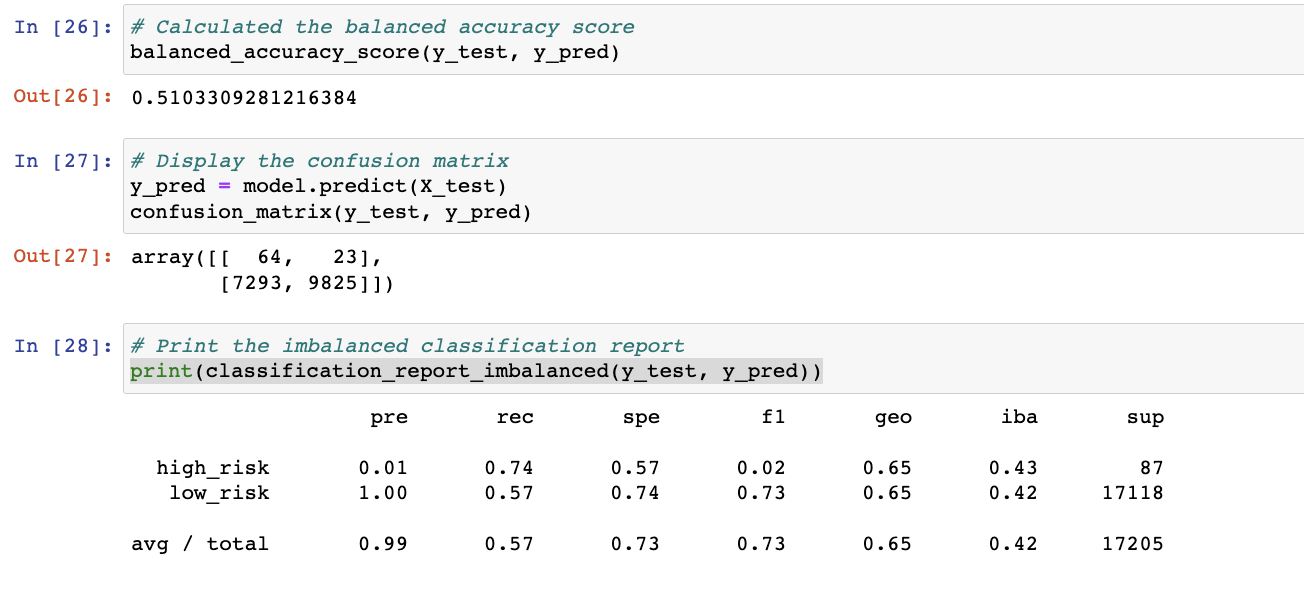 In [26]: # Calculated the balanced accuracy score
balanced_accuracy_score(y_test, y_pred)
Out[26]: 0.5103309281216384
In [27]: # Display the confusion matrix
y_pred = model.predict(X_test)
confusion_matrix(y_test, y_pred)
Out[27]: array([[  64,   23],
       [7293, 9825]])
In [28]: # Print the imbalanced classification report
print(classification_report_imbalanced(y_test, y_pred))
pre rec spe f1 geo iba sup
high_risk 0.01 0.74 0.57 0.02 0.65 0.43 87
low_risk 1.00 0.57 0.74 0.73 0.65 0.42 17118
avg / total 0.99 0.57 0.73 0.73 0.65 0.42 17205